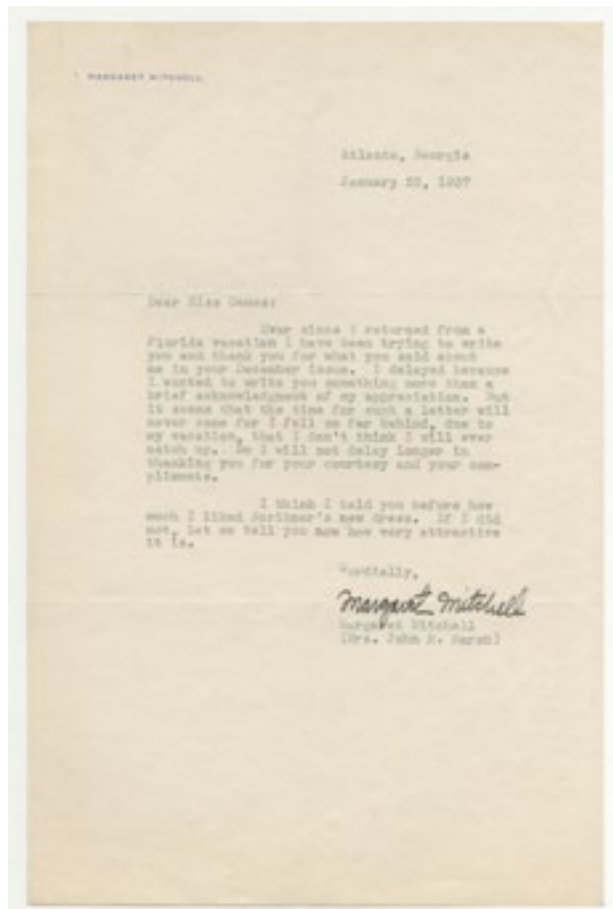 MARGARET MITCHELL
Atlanta, Georgia
January 1937
Dear Miss
Ever since I returned from a
Florida vacation I have been trying to write
you and thank you for what you said about
me in your December issue. I delayed because
I wanted to write you something more than a
brief acknowledgment of my appreciation. But
it seems that the time for such a letter will
never come for I fell so far behind, due to
my vacation, that I don't think I will ever
catch up. So I will not delay longer in
thanking you for your courtesy and your com-
pliments.
I think I told you before how
much I liked Scribner's new dress. If I did
not, let me tell you now how very attractive
it is.
Cordially,
Margaret Mitchell
Margaret Mitchell
(Mrs. John R. Marsh)